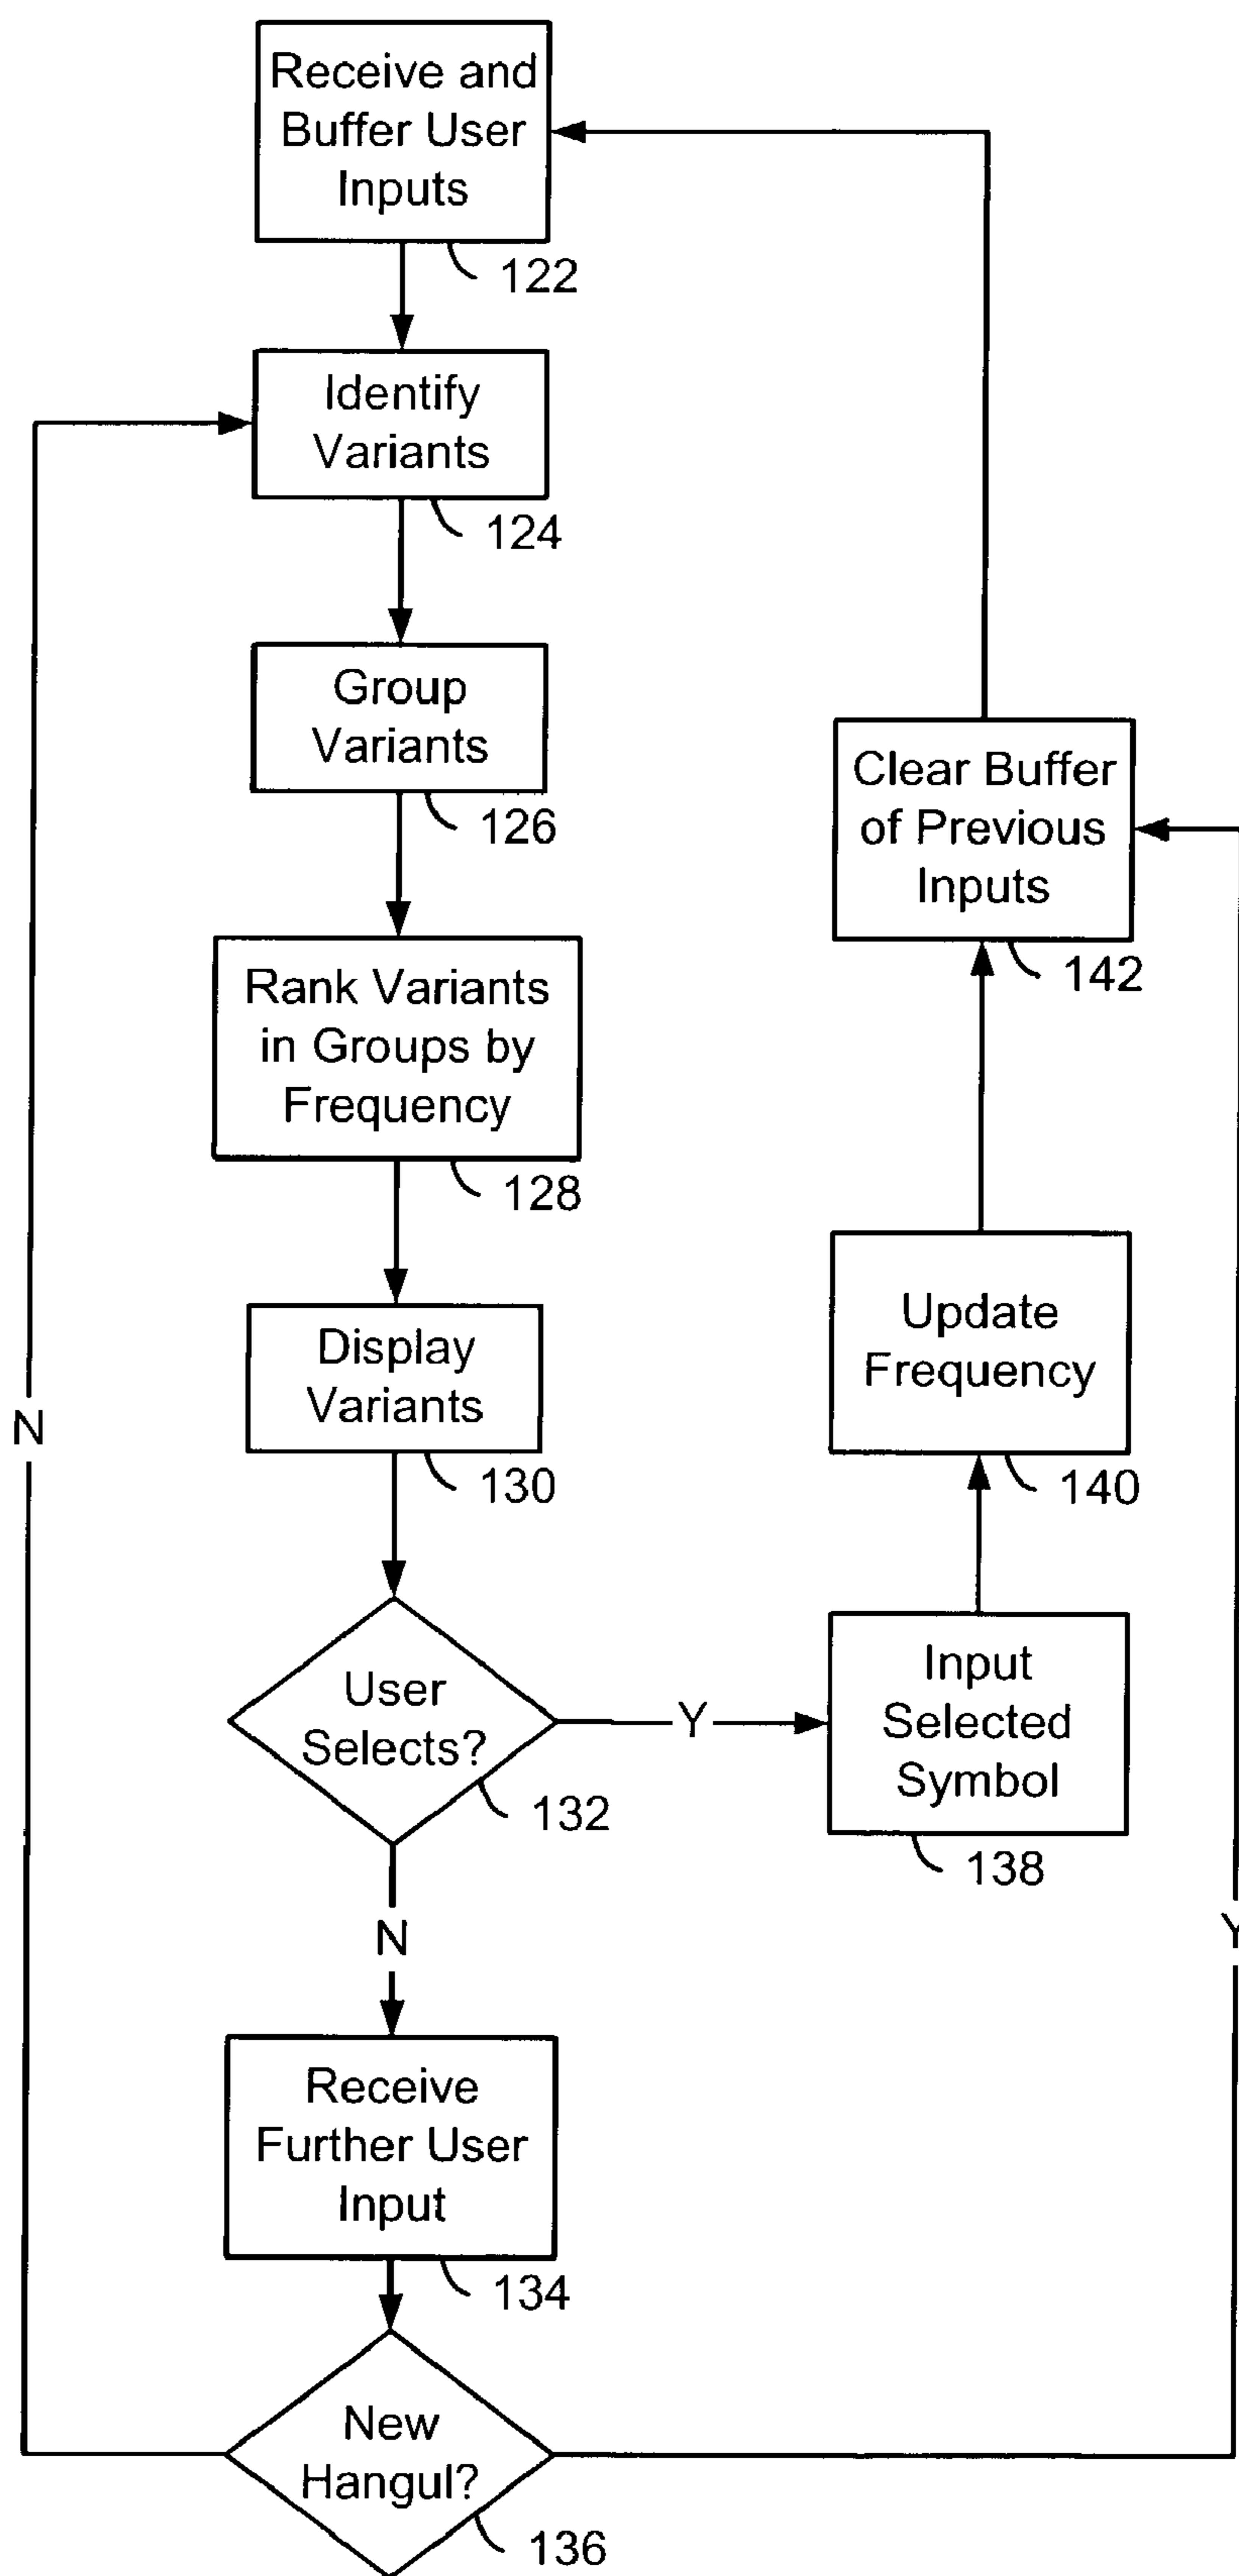 Receive and
Buffer User
Inputs
122
Identify
Variants
124
Group
Variants
126
Clear Buffer
of Previous
Inputs
142
Rank Variants
in Groups by
Frequency
128
Display
Variants
130
Update
Frequency
140
N
User
Selects?
132
Y
Input
Selected
Symbol
138
N
Y
Receive
Further User
Input
134
New
Hangul?
136